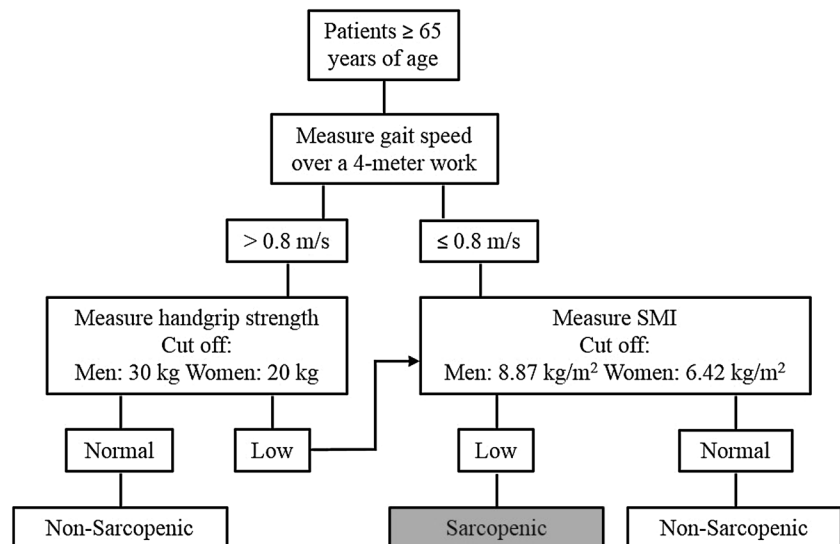 Patients ≥ 65
years of age
Measure gait speed
over a 4-meter work
> 0.8 m/s
≤ 0.8 m/s
Measure handgrip strength
Cut off:
Men: 30 kg Women: 20 kg
Measure SMI
Cut off:
Men: 8.87 kg/m² Women: 6.42 kg/m²
Normal
Low
Low
Normal
Non-Sarcopenic
Sarcopenic
Non-Sarcopenic